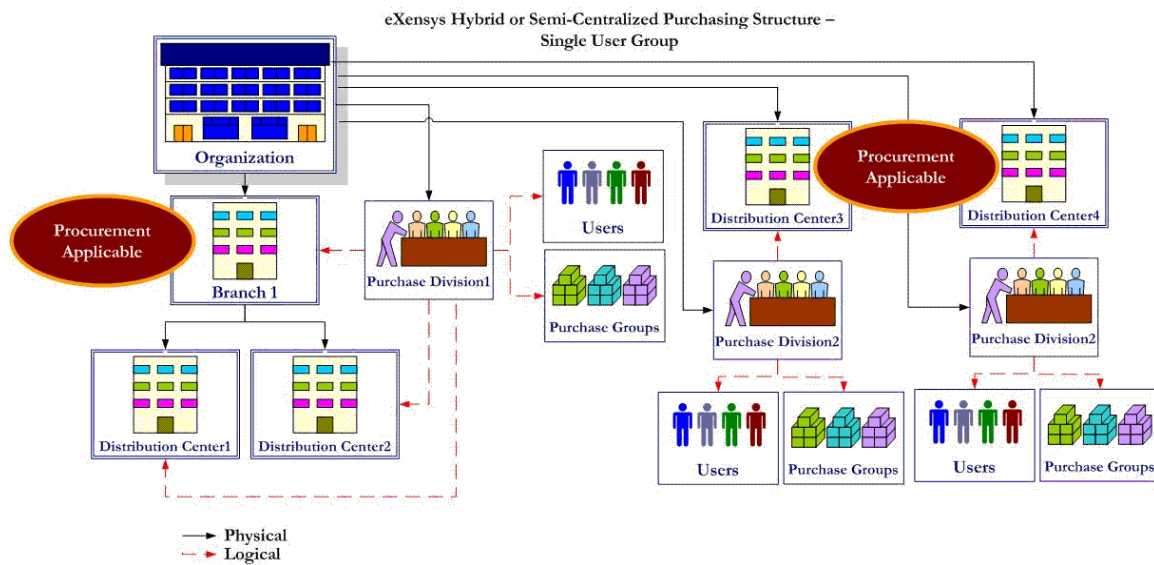 eXensys Hybrid or Semi-Centralized Purchasing Structure –
Single User Group
Organization
Procurement
Applicable
Branch 1
Distribution Center1
Distribution Center2
Purchase Division1
Users
Purchase Groups
Distribution Center3
Procurement
Applicable
Distribution Center4
Purchase Division2
Users
Purchase Groups
Purchase Division2
Users
Purchase Groups
Physical
Logical